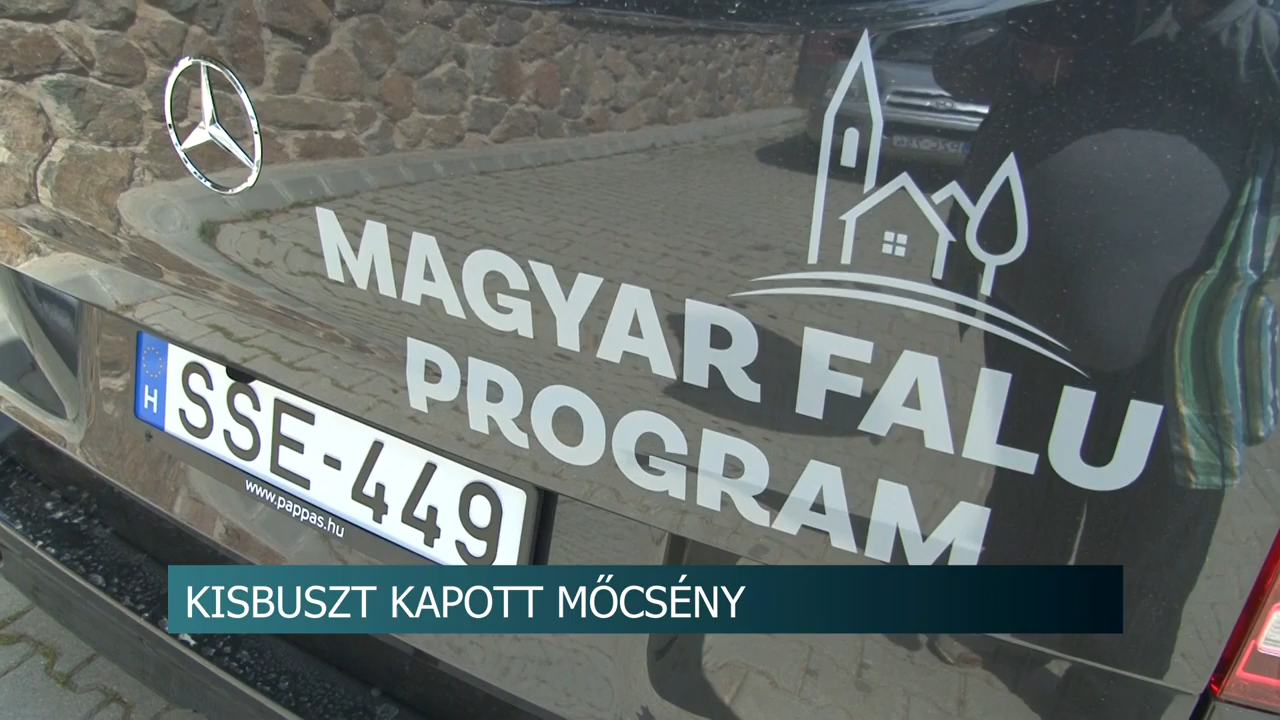 MAGYAR FALU
PROGRAM
H
SSE-449
www.pappas.hu
KISBUSZT KAPOTT MŐCSÉNY